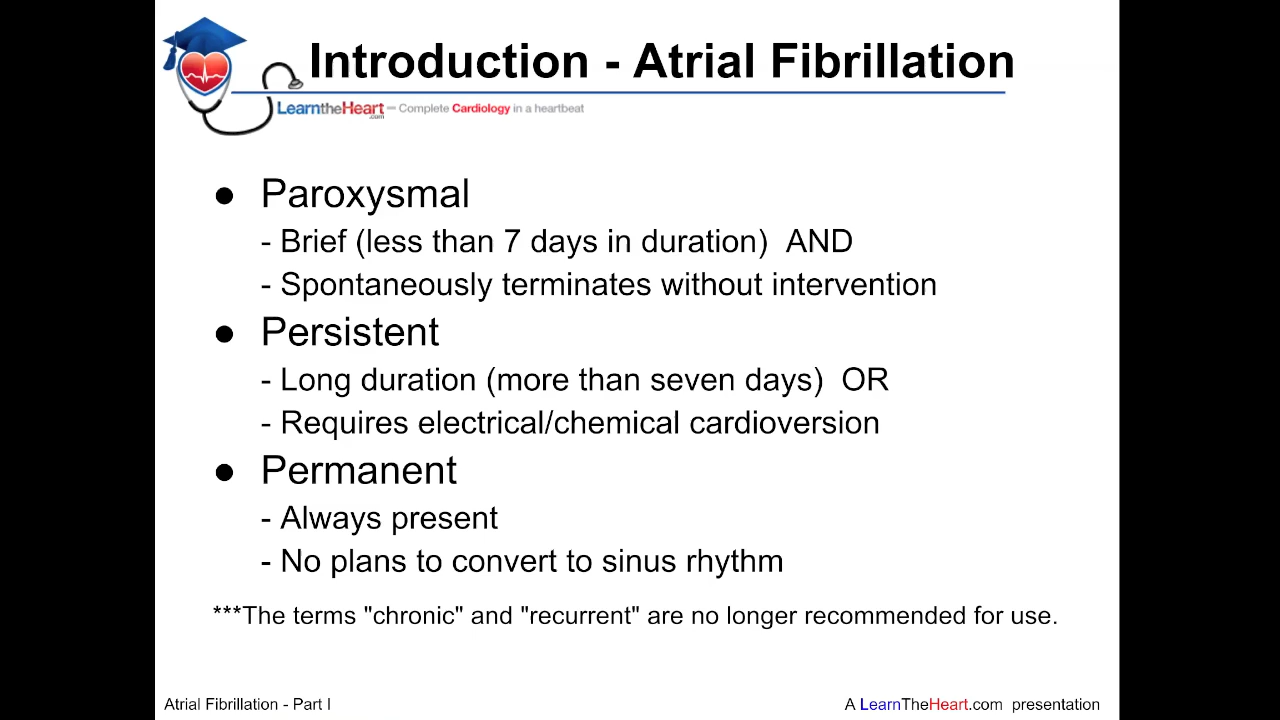 Introduction - Atrial Fibrillation
LearntheHeart.com — Complete Cardiology in a heartbeat
● Paroxysmal
- Brief (less than 7 days in duration) AND
- Spontaneously terminates without intervention
● Persistent
- Long duration (more than seven days) OR
- Requires electrical/chemical cardioversion
● Permanent
- Always present
- No plans to convert to sinus rhythm
***The terms "chronic" and "recurrent" are no longer recommended for use.
Atrial Fibrillation - Part I
A LearnTheHeart.com presentation